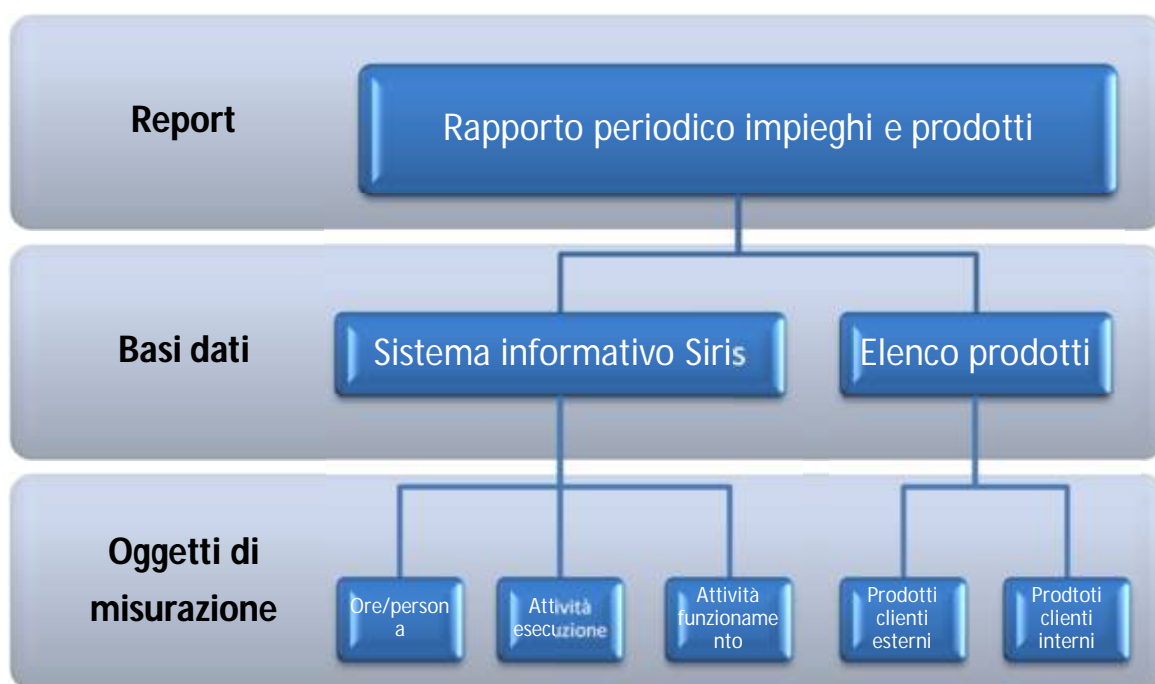 Report
Rapporto periodico impieghi e prodotti
Basi dati
Sistema informativo Siris
Elenco prodotti
Oggetti di
misurazione
Ore/person
a
Attività
esecuzione
Attività
funzioname
nto
Prodotti
clienti
esterni
Prodtoti
clienti
interni